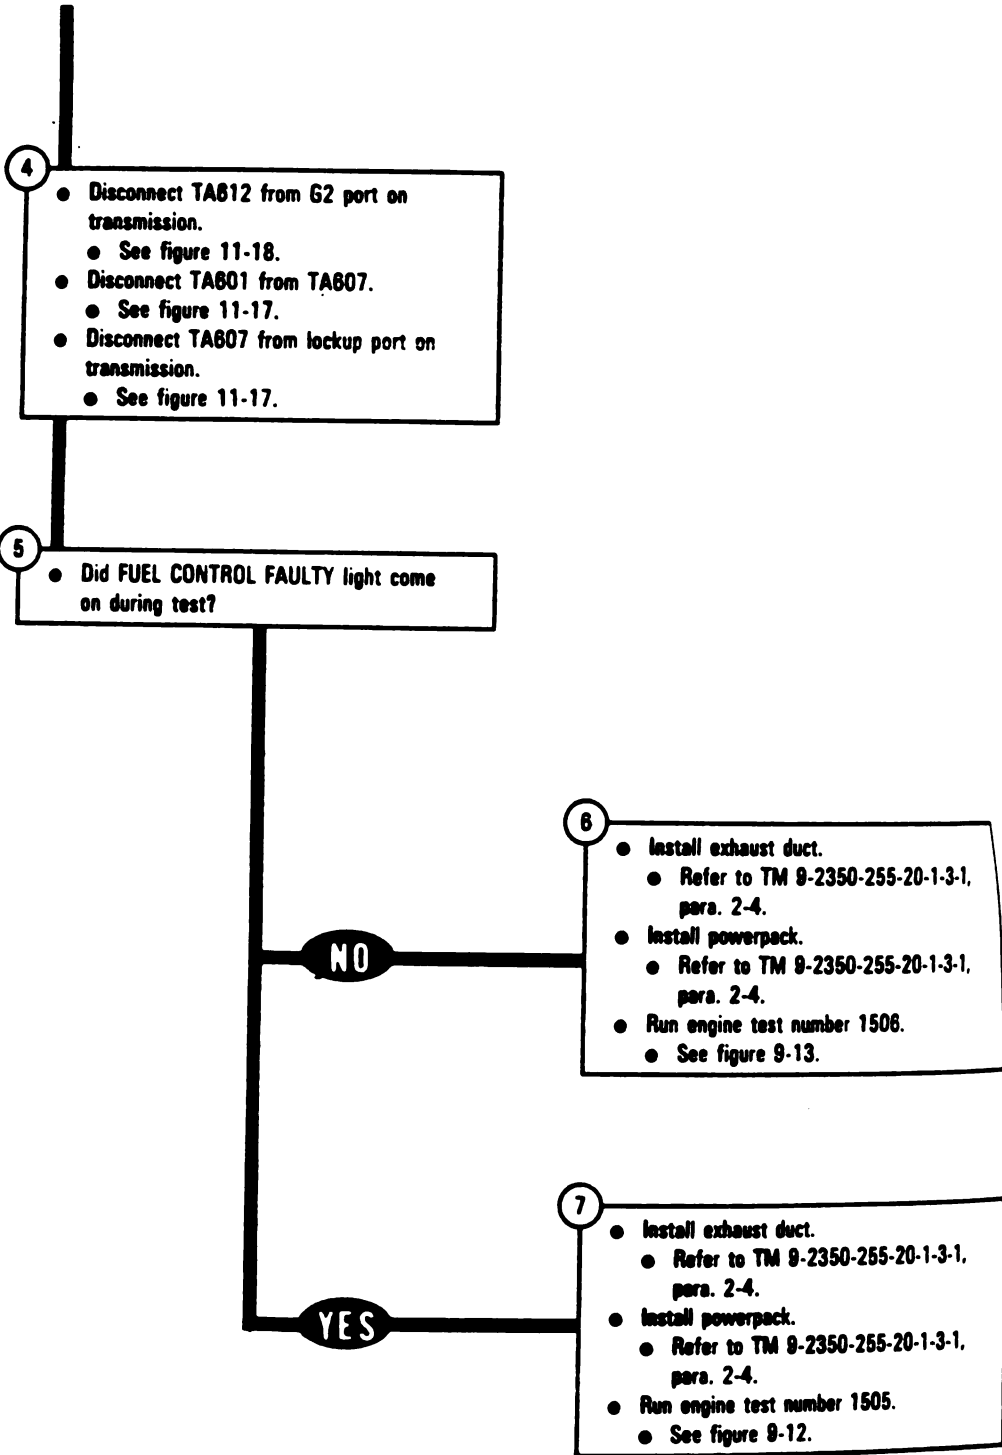 4
● Disconnect TA612 from G2 port on
transmission.
● See figure 11-18.
● Disconnect TA601 from TA607.
● See figure 11-17.
● Disconnect TA607 from lockup port on
transmission.
● See figure 11-17.
5
● Did FUEL CONTROL FAULTY light come
on during test?
6
● Install exhaust duct.
● Refer to TM 9-2350-255-20-1-3-1,
para. 2-4.
● Install powerpack.
● Refer to TM 9-2350-255-20-1-3-1,
para. 2-4.
● Run engine test number 1506.
● See figure 9-13.
NO
7
● Install exhaust duct.
● Refer to TM 9-2350-255-20-1-3-1,
para. 2-4.
● Install powerpack.
● Refer to TM 9-2350-255-20-1-3-1,
para. 2-4.
● Run engine test number 1505.
● See figure 9-12.
YES